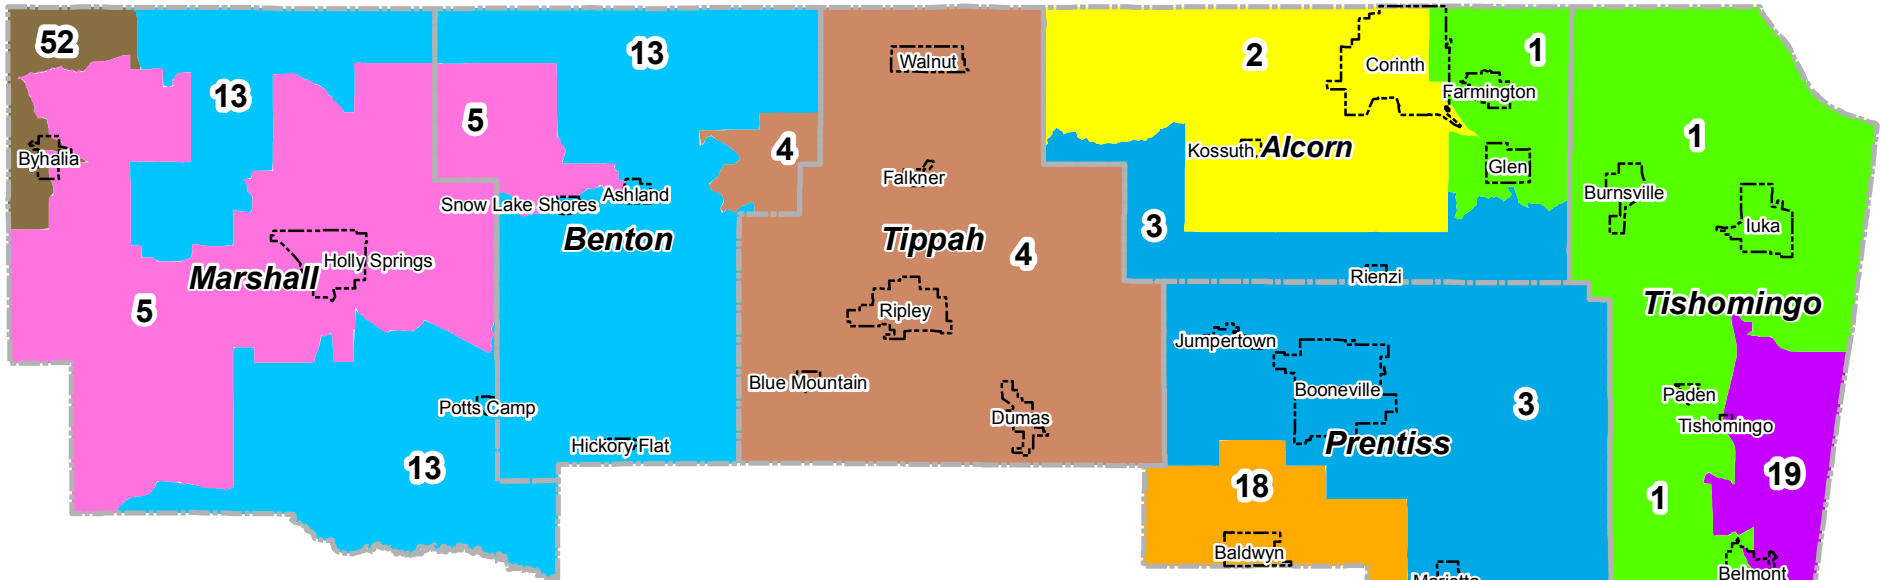 52
13
13
2
1
Walnut
Corinth
Farmington
5
1
4
Byhalia
Kossuth
Alcorn
Glen
Falkner
Ashland
Burnsville
Snow Lake Shores
Iuka
3
Benton
Tippah
4
Holly Springs
Marshall
Rienzi
5
Ripley
Tishomingo
Jumpertown
Blue Mountain
Booneville
Paden
Potts Camp
3
Dumas
Tishomingo
Hickory Flat
Prentiss
13
18
19
1
Baldwyn
Belmont
Marietta